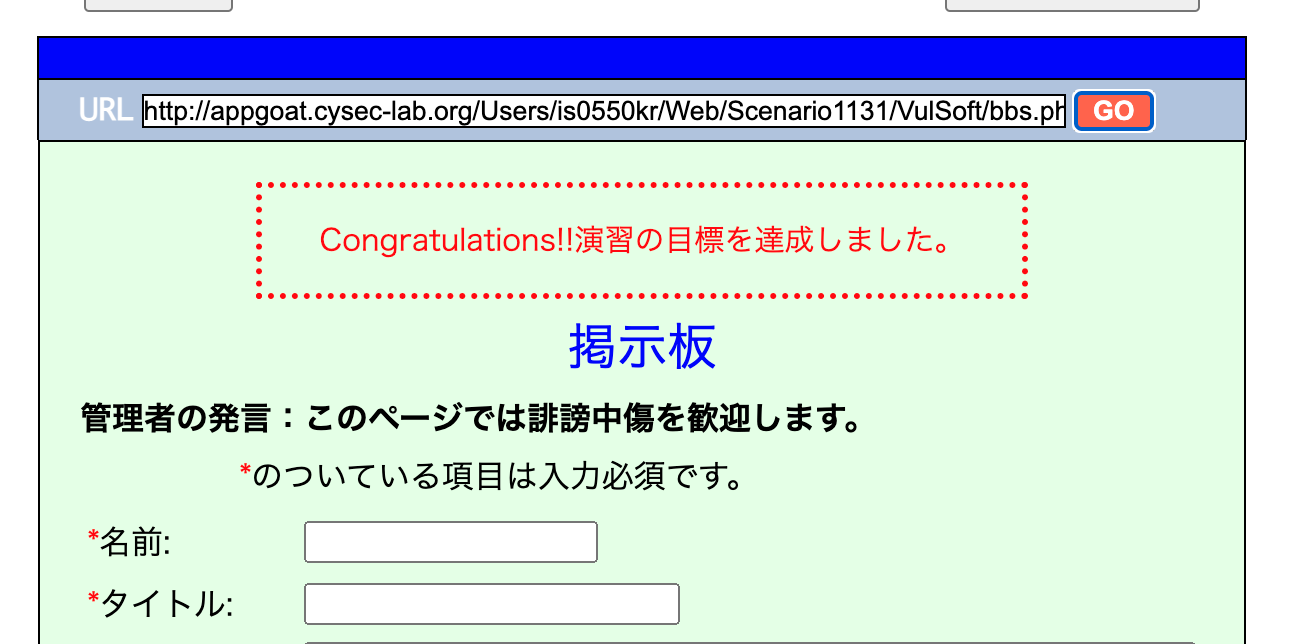 URL http://appgoat.cysec-lab.org/Users/is0550kr/Web/Scenario1131/VulSoft/bbs.ph GO
Congratulations!!演習の目標を達成しました。
掲示板
管理者の発言：このページでは誹謗中傷を歓迎します。
*のついている項目は入力必須です。
*名前:
*タイトル: